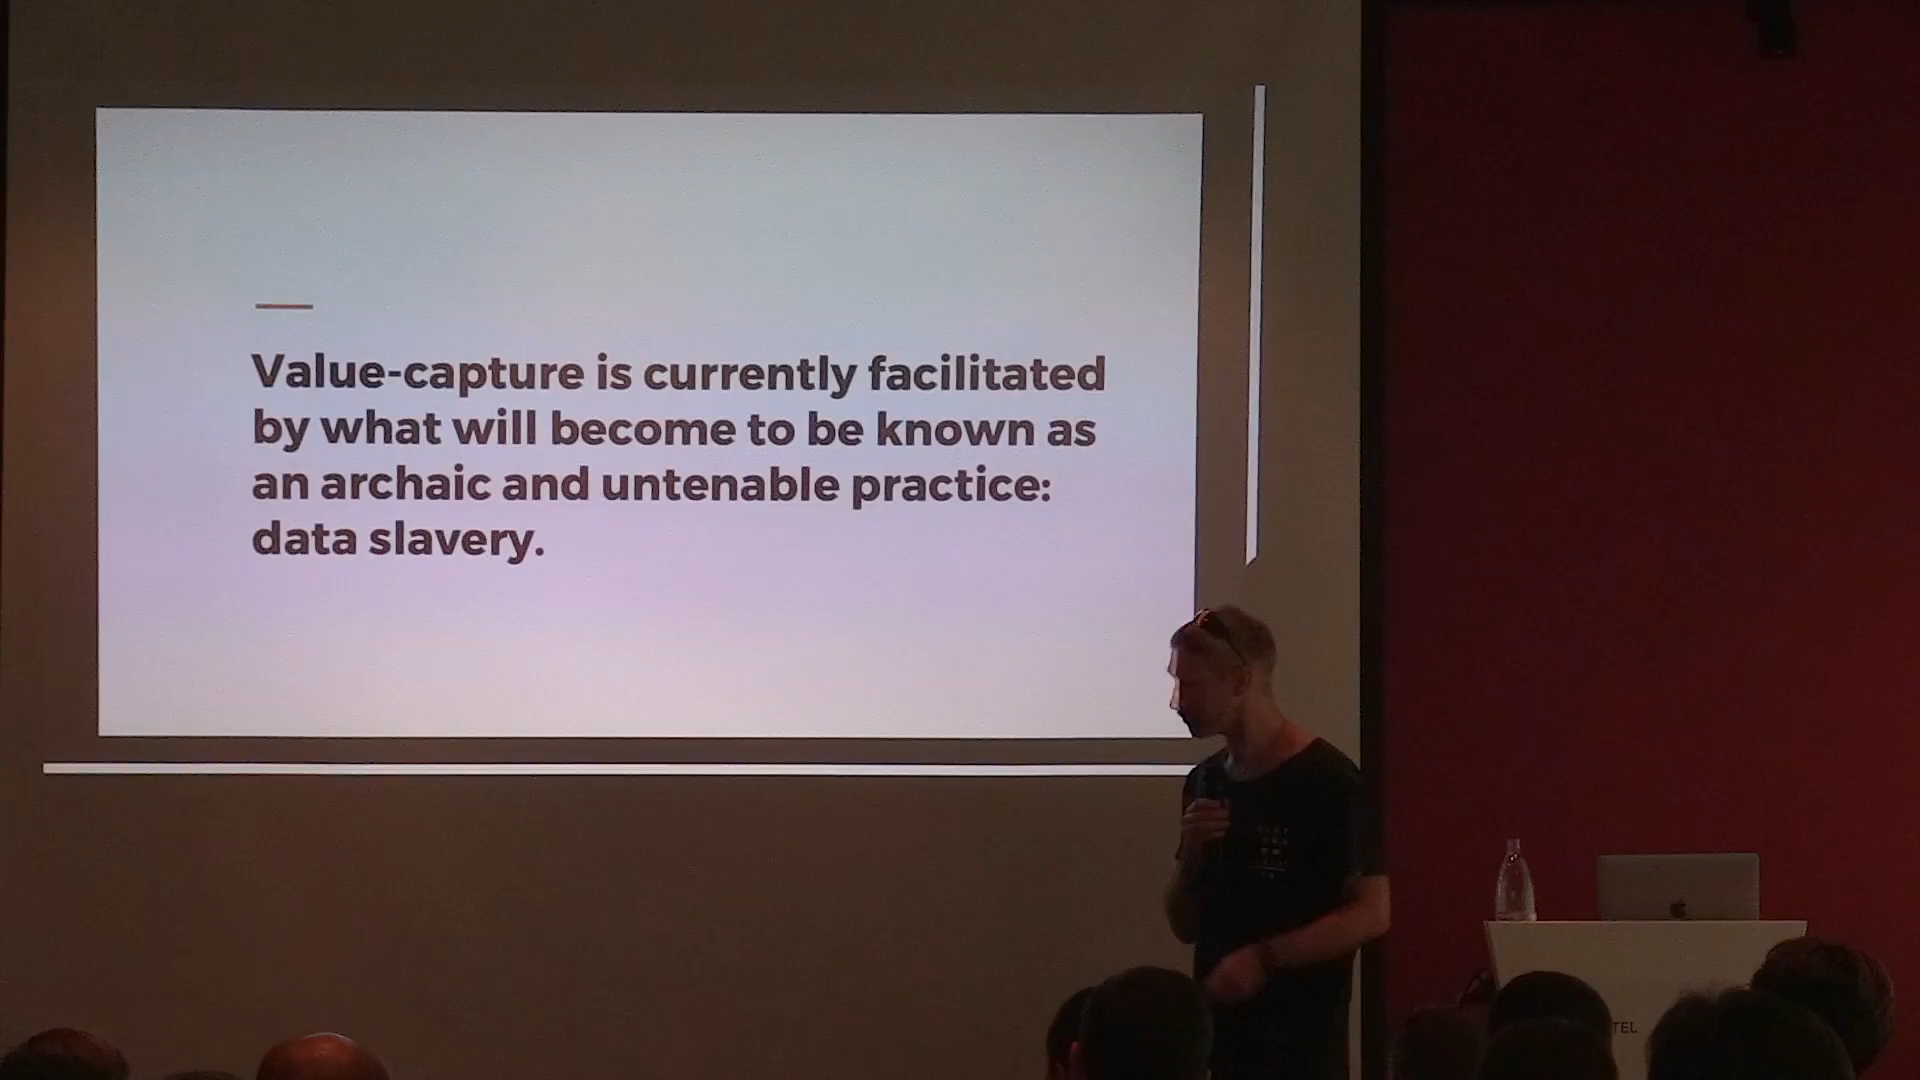 Value-capture is currently facilitated
by what will become to be known as
an archaic and untenable practice:
data slavery.
TEL